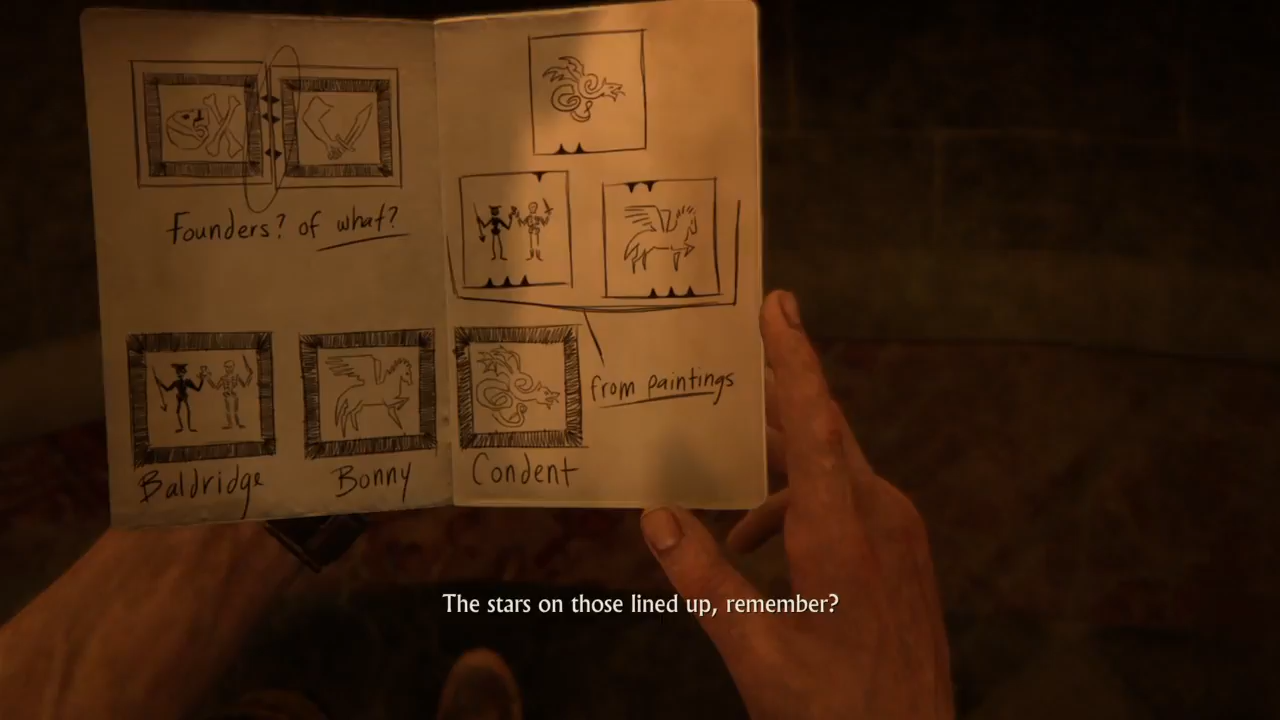 Founders? of what?
from paintings
Baldridge
Bonny
Condent
The stars on those lined up, remember?